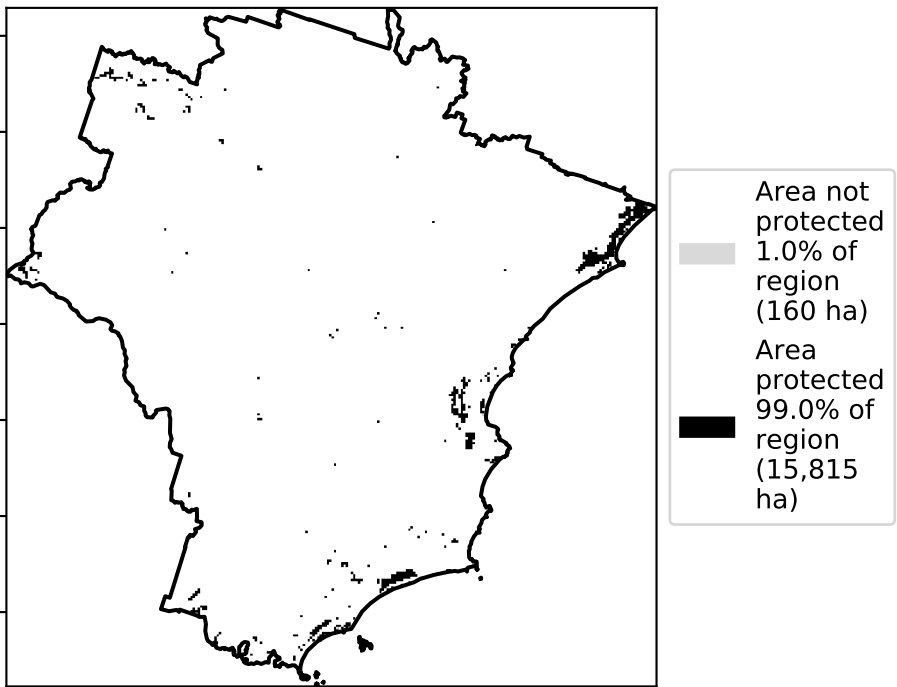 Area not
protected
1.0% of
region
(160 ha)
Area
protected
99.0% of
region
(15,815
ha)